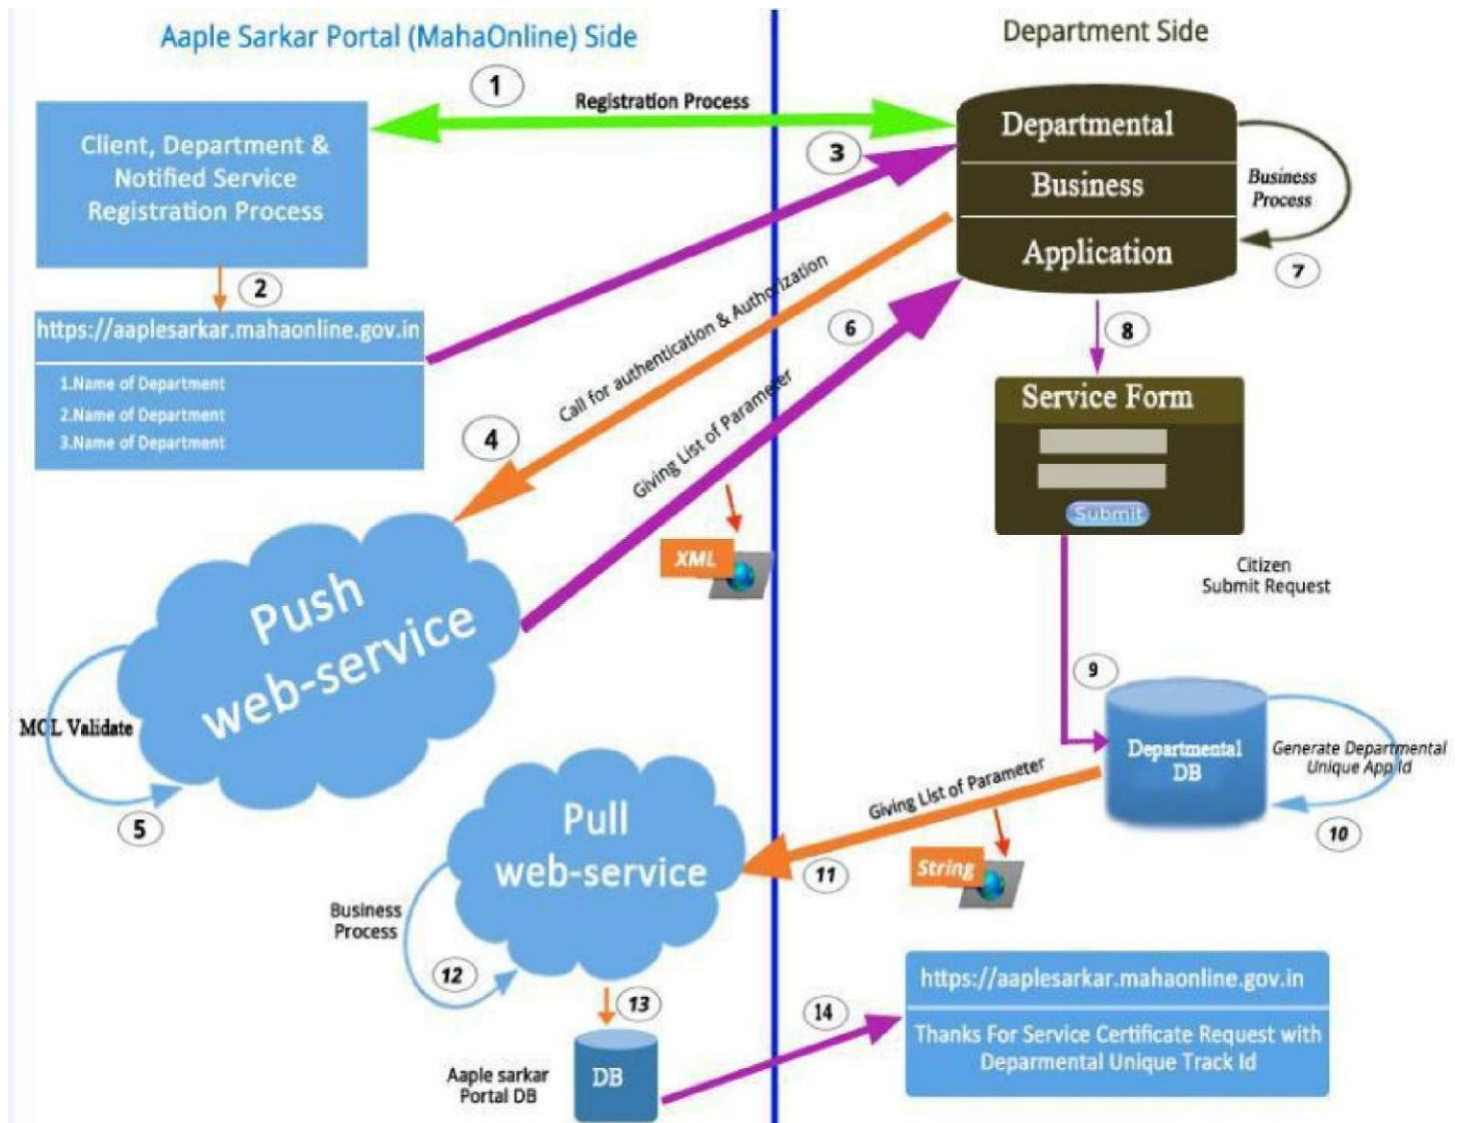 Aaple Sarkar Portal (MahaOnline) Side
Department Side
1
Registration Process
Client, Department &
Notified Service
Registration Process
3
Departmental
Business
Application
Business
Process
7
2
https://aaplesarkar.mahaonline.gov.in
1.Name of Department
2.Name of Department
3.Name of Department
Call for authentication & Authorization
6
8
4
Giving List of Parameter
Service Form
Submit
XML
Citizen
Submit Request
Push
web-service
MOL Validate
5
9
Departmental
DB
Generate Departmental
Unique App Id
10
Giving List of Parameter
String
11
Pull
web-service
Business
Process
12
13
14
DB
Aaple sarkar
Portal DB
https://aaplesarkar.mahaonline.gov.in
Thanks For Service Certificate Request with
Deparmental Unique Track Id